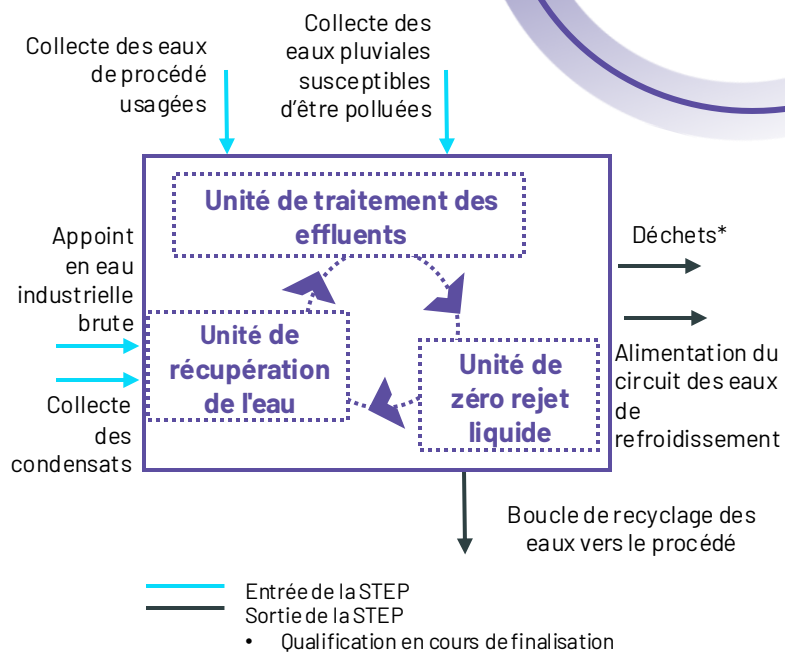 Collecte des eaux
de procédé
usagées
Collecte des
eaux pluviales
susceptibles
d'être polluées
Unité de traitement des
effluents
Appoint
en eau
industrielle
brute
Collecte
des
condensats
Unité de
récupération
de l'eau
Unité de
zéro rejet
liquide
Déchets*
Alimentation du
circuit des eaux
de
refroidissement
Boucle de recyclage des
eaux vers le procédé
Entrée de la STEP
Sortie de la STEP
• Qualification en cours de finalisation